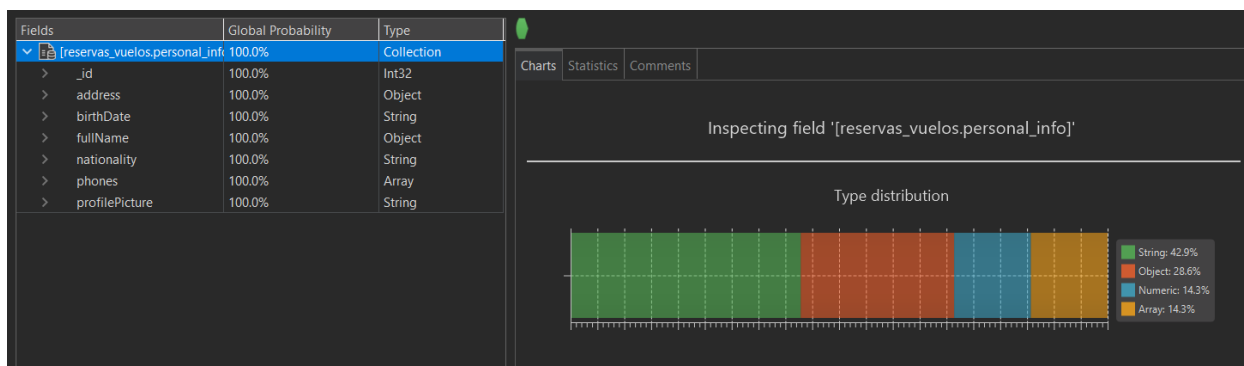 Fields Global Probability Type
[reservas_vuelos.personal_info 100.0% Collection
_id 100.0% Int32
address 100.0% Object
birthDate 100.0% String
fullName 100.0% Object
nationality 100.0% String
phones 100.0% Array
profilePicture 100.0% String
Charts Statistics Comments
Inspecting field '[reservas_vuelos.personal_info]'
Type distribution
String: 42.9%
Object: 28.6%
Numeric: 14.3%
Array: 14.3%